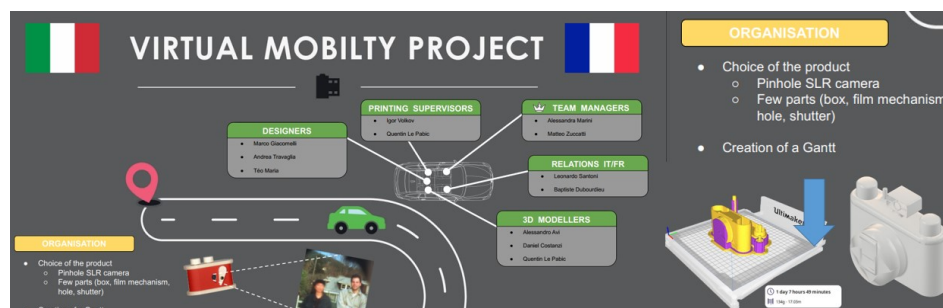 VIRTUAL MOBILTY PROJECT
PRINTING SUPERVISORS
Igor Volkov
Quentin Le Pabic
TEAM MANAGERS
Alessandra Marini
Matteo Zuccatti
DESIGNERS
Marco Giacomelli
Andrea Travaglia
Téo Maria
RELATIONS IT/FR
Leonardo Santoni
Baptiste Dubourdieu
3D MODELLERS
Alessandro Avi
Daniel Costanzi
Quentin Le Pabic
ORGANISATION
Choice of the product
Pinhole SLR camera
Few parts (box, film mechanism,
hole, shutter)
ORGANISATION
Choice of the product
Pinhole SLR camera
Few parts (box, film mechanism
hole, shutter)
Creation of a Gantt
Ultimake
1 day 7 hours 49 minutes